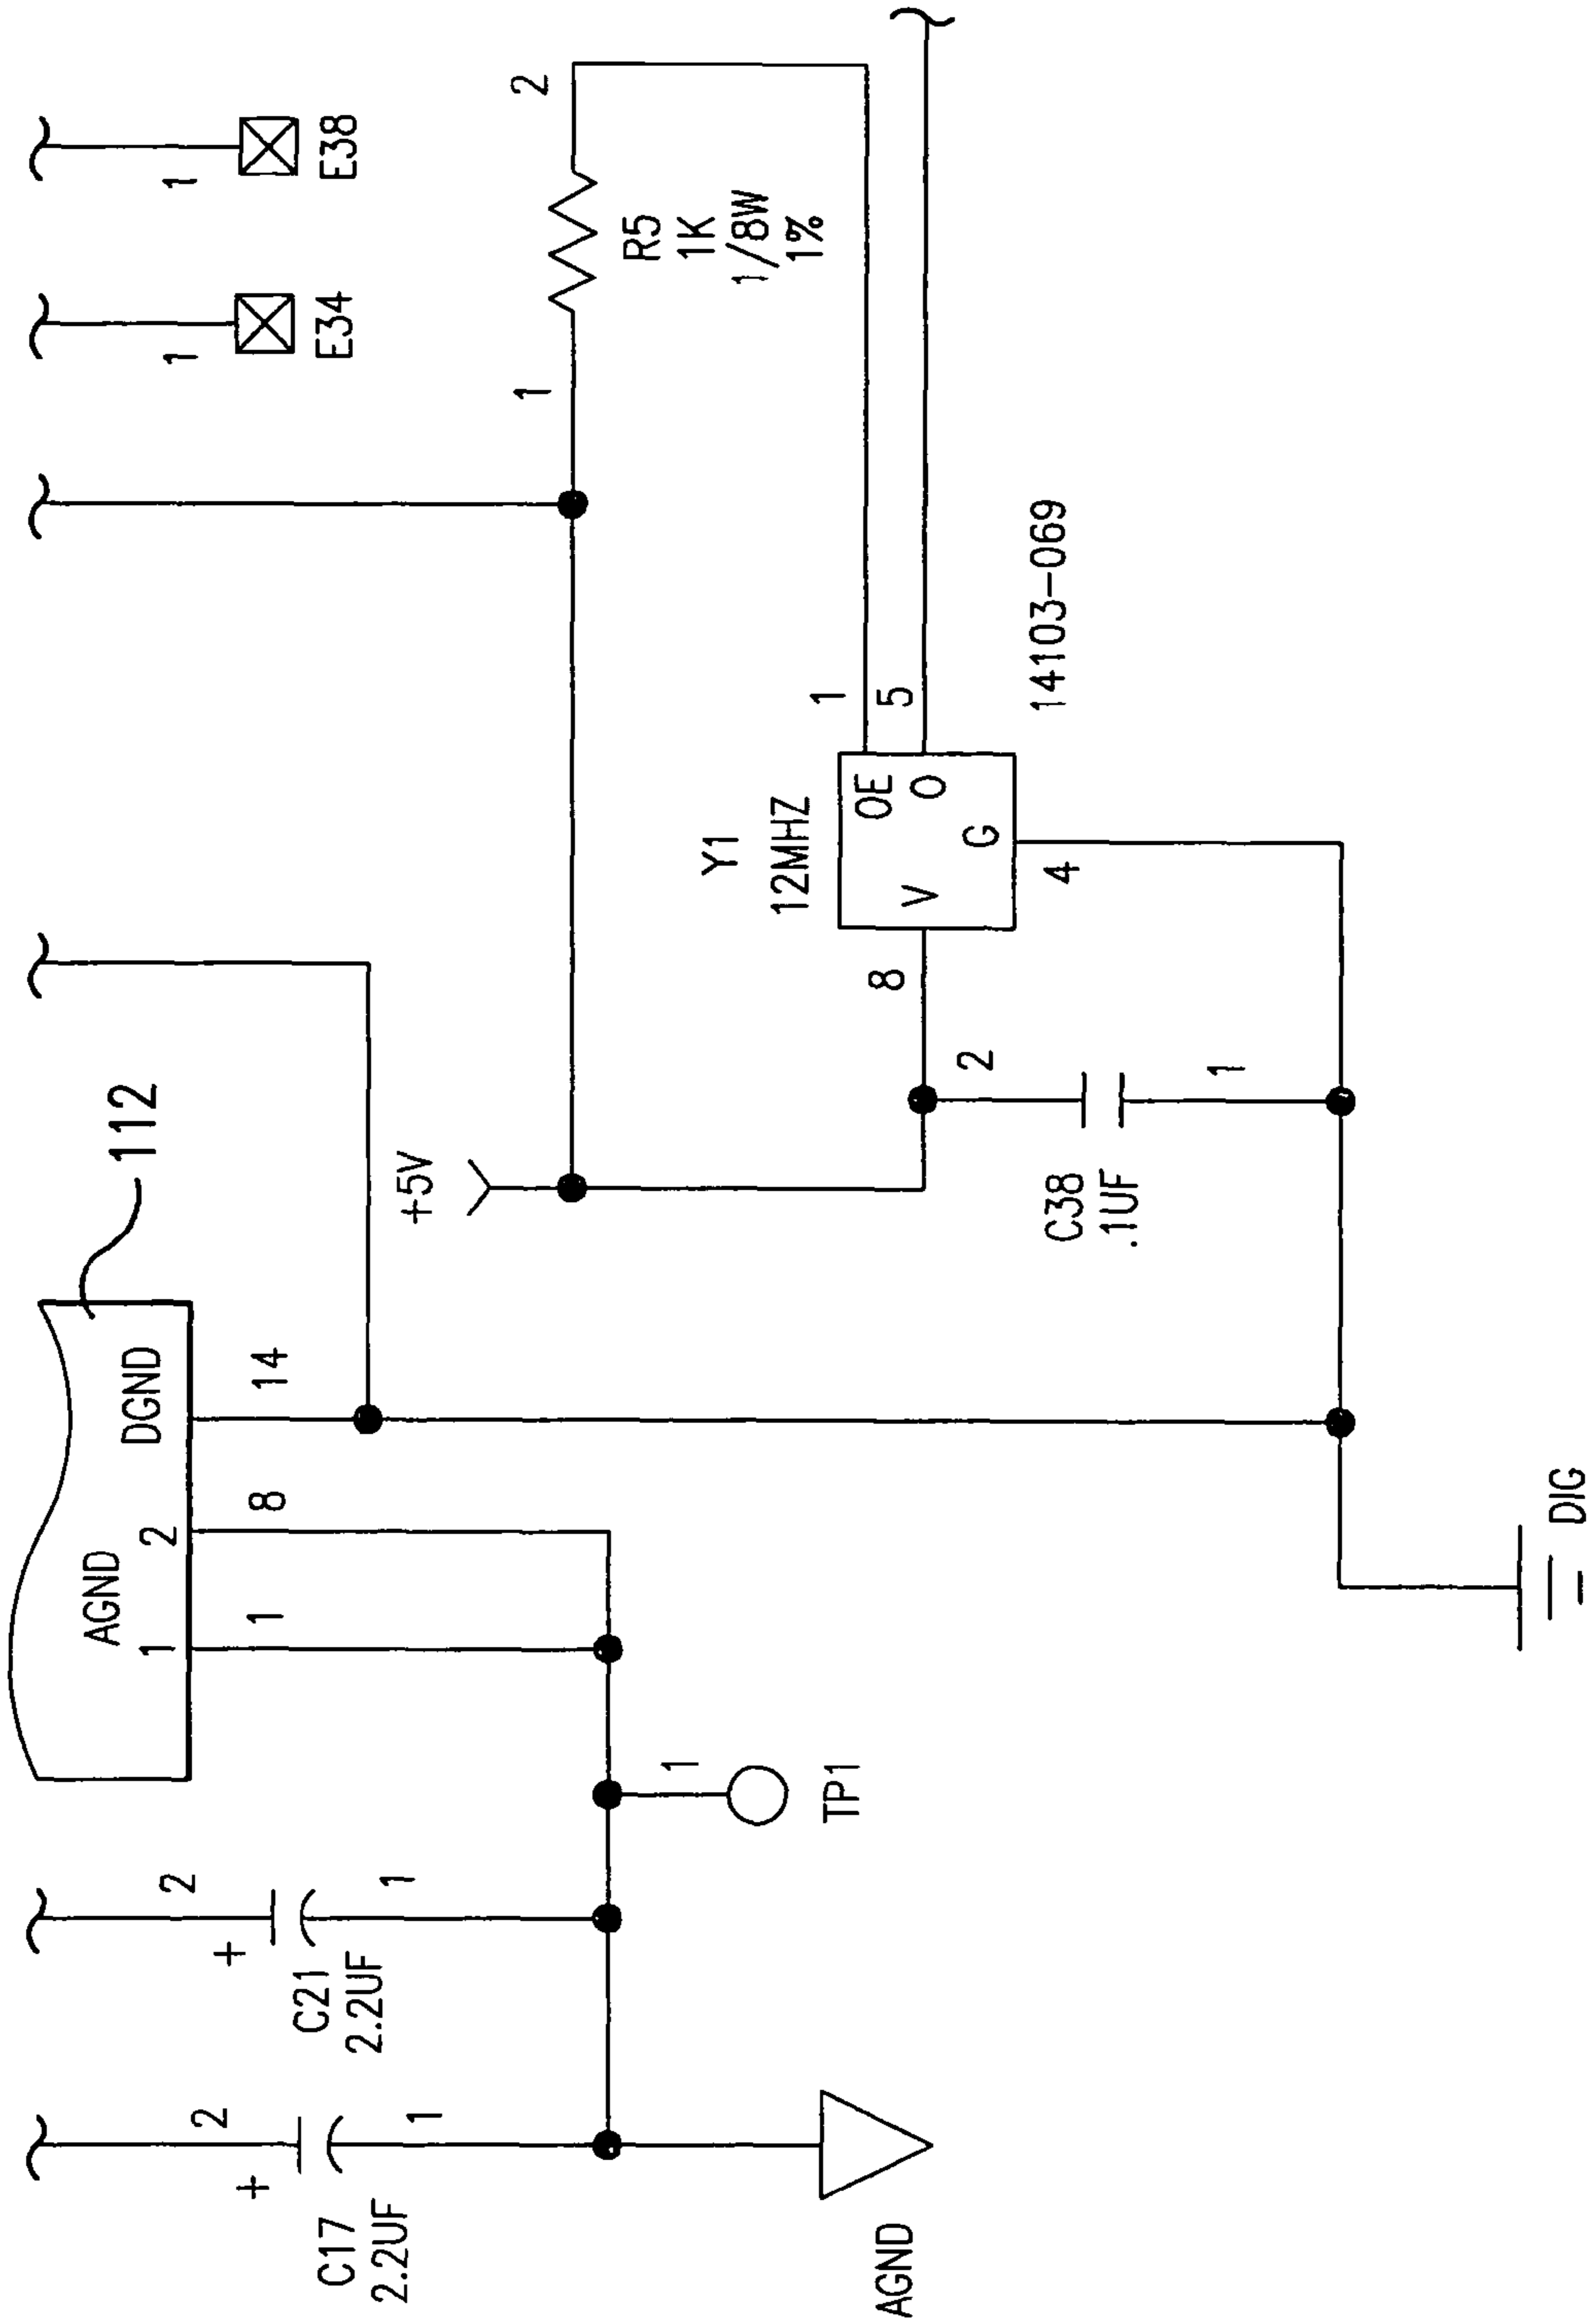 112
AGND
1
2
DGND
1
8
14
2
+
C17
2.2UF
1
2
+
C21
2.2UF
1
1
TP1
AGND
+5V
1
2
R5
1K
1/8W
1%
1
E34
1
E38
Y1
12MHZ
OE
O
V
G
1
5
8
4
14103-069
2
C38
.1UF
1
DIG